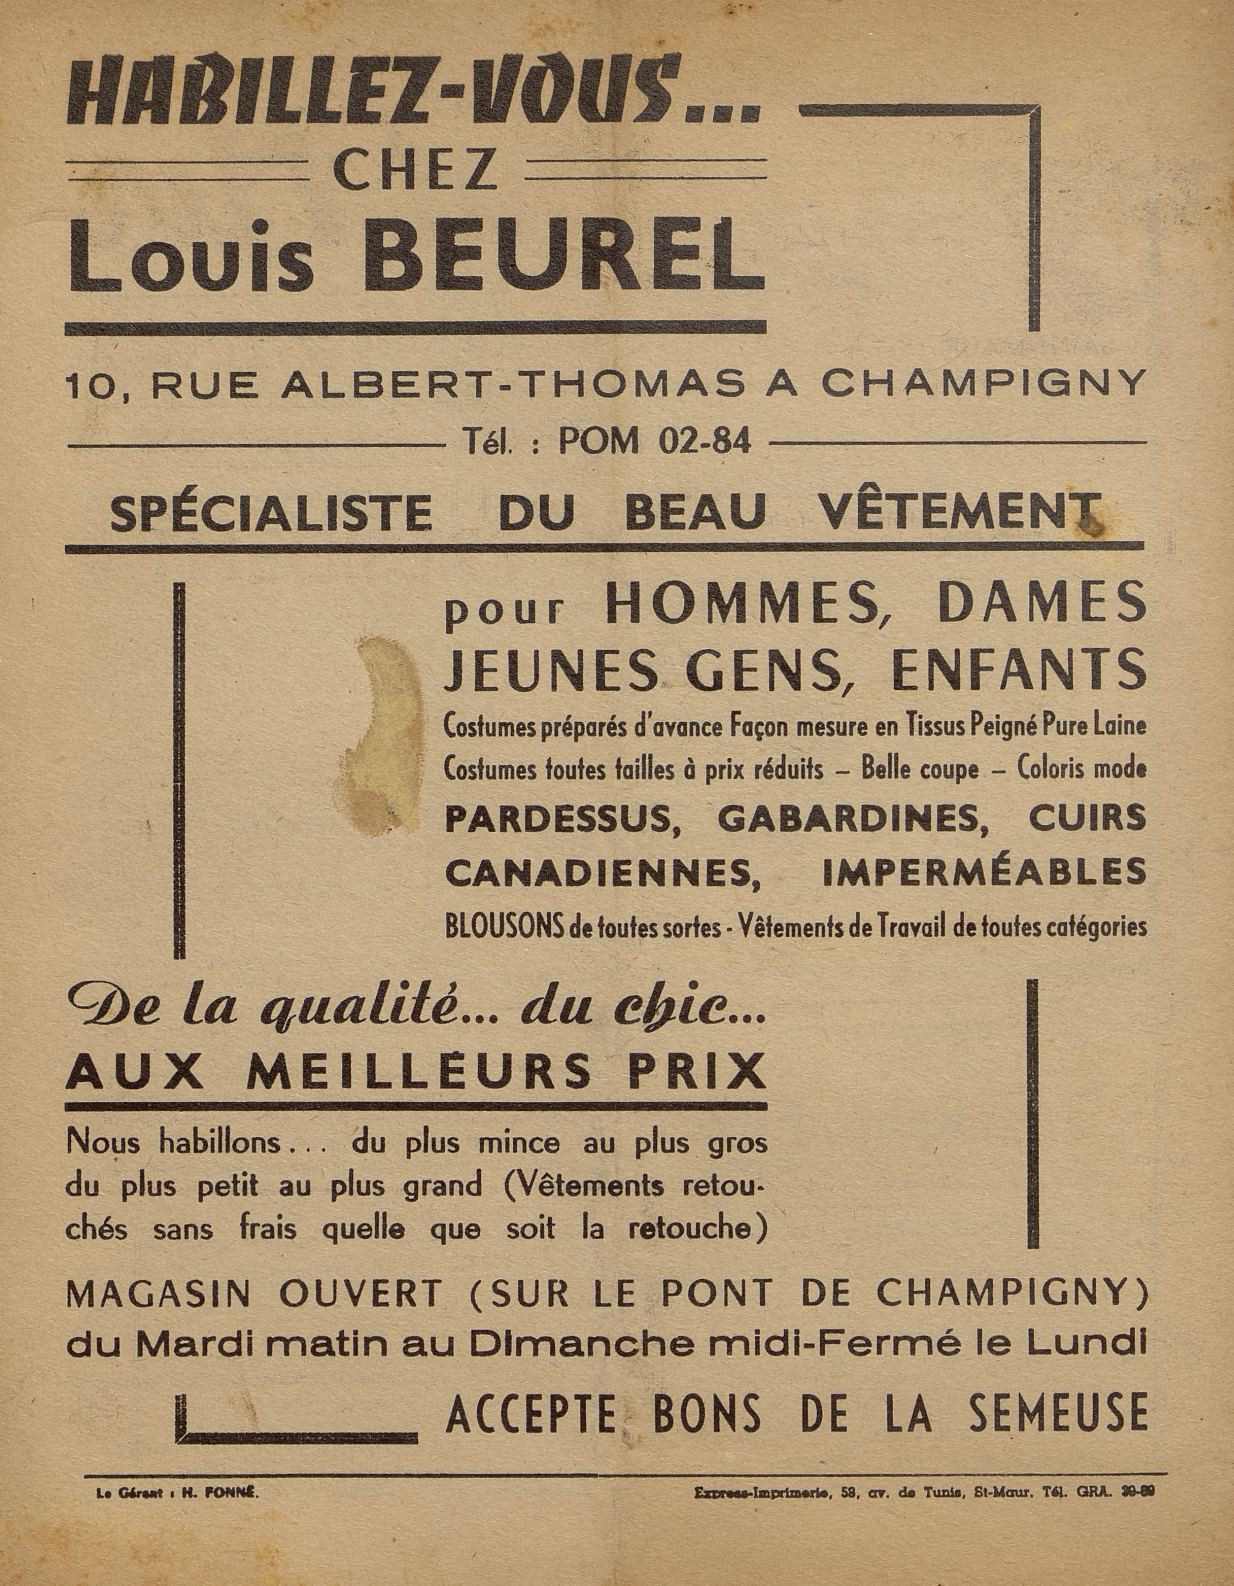 HABILLEZ-VOUS...
CHEZ
Louis BEUREL
10, RUE ALBERT-THOMAS A CHAMPIGNY
Tél. : POM 02-84
SPÉCIALISTE DU BEAU VÊTEMENT
pour HOMMES, DAMES
JEUNES GENS, ENFANTS
Costumes préparés d'avance Façon mesure en Tissus Peigné Pure Laine
Costumes toutes tailles à prix réduits – Belle coupe – Coloris mode
PARDESSUS, GABARDINES, CUIRS
CANADIENNES, IMPERMÉABLES
BLOUSONS de toutes sortes - Vêtements de Travail de toutes catégories
De la qualité... du chic...
AUX MEILLEURS PRIX
Nous habillons... du plus mince au plus gros
du plus petit au plus grand (Vêtements retou-
chés sans frais quelle que soit la retouche)
MAGASIN OUVERT (SUR LE PONT DE CHAMPIGNY)
du Mardi matin au DImanche midi-Fermé le Lundi
ACCEPTE BONS DE LA SEMEUSE
Le Gérant : H. FONNÉ.
Express-Imprimerie, 58, av. de Tunis, St-Maur. Tél. GRA.